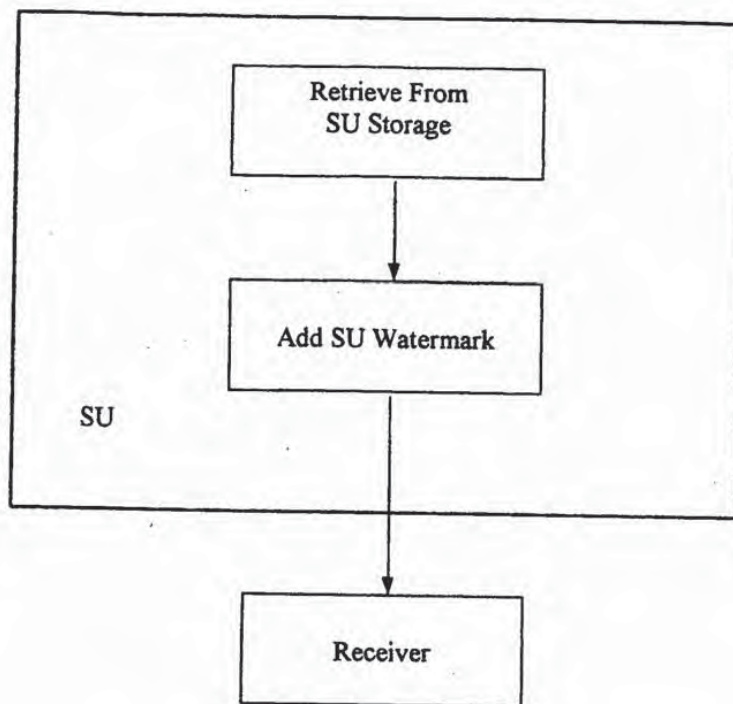 Retrieve From
SU Storage
Add SU Watermark
SU
Receiver